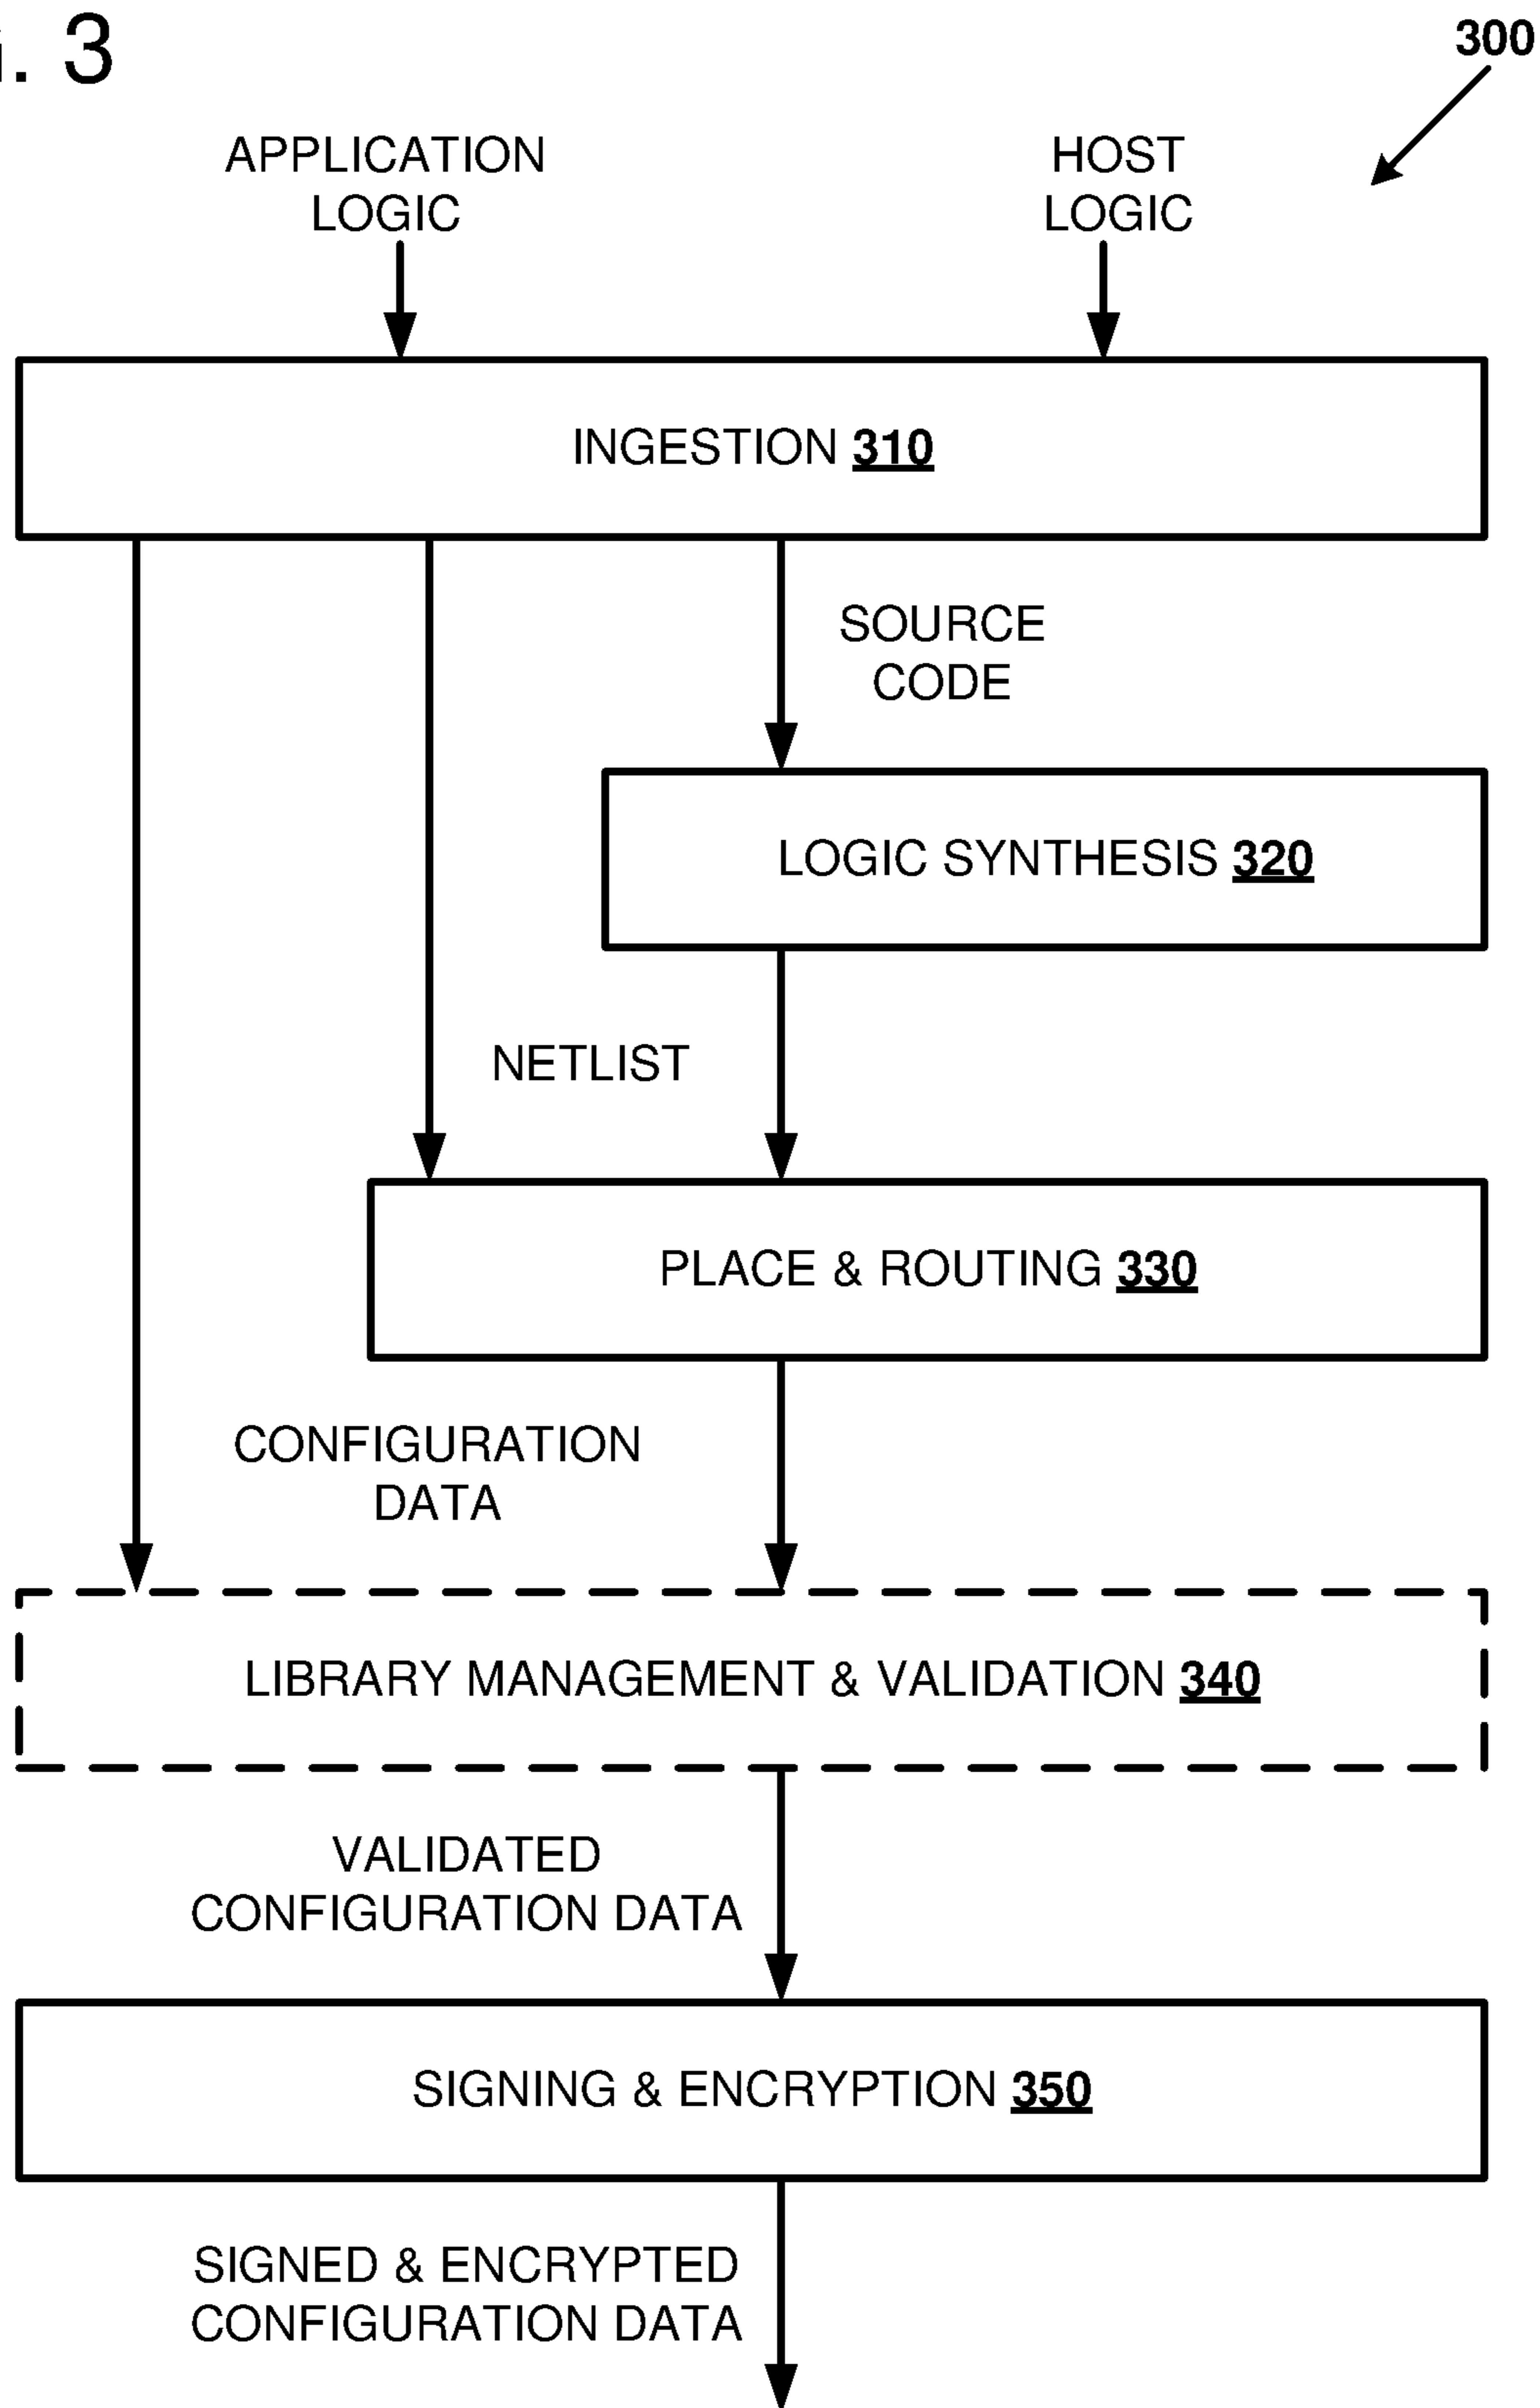 . 3
300
APPLICATION
LOGIC
HOST
LOGIC
INGESTION 310
SOURCE
CODE
LOGIC SYNTHESIS 320
NETLIST
PLACE & ROUTING 330
CONFIGURATION
DATA
LIBRARY MANAGEMENT & VALIDATION 340
VALIDATED
CONFIGURATION DATA
SIGNING & ENCRYPTION 350
SIGNED & ENCRYPTED
CONFIGURATION DATA